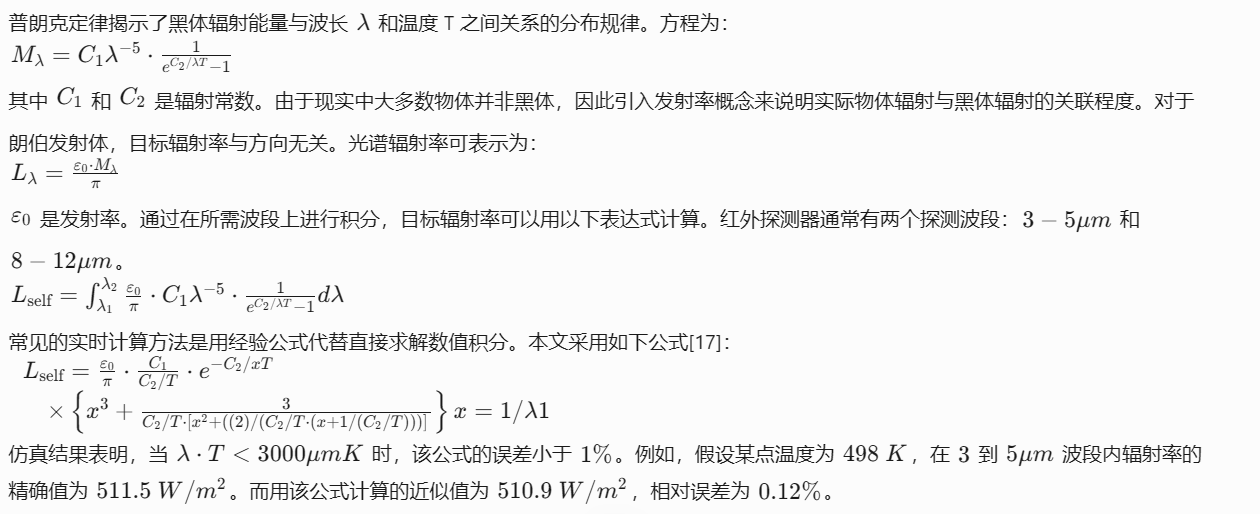 普朗克定律揭示了黑体辐射能量与波长 λ 和温度 T 之间关系的分布规律。方程为：
$M_\lambda = C_1\lambda^{-5} \cdot \frac{1}{e^{C_2/\lambda T}-1}$
其中 $C_1$ 和 $C_2$ 是辐射常数。由于现实中大多数物体并非黑体，因此引入发射率概念来说明实际物体辐射与黑体辐射的关联程度。对于
朗伯发射体，目标辐射率与方向无关。光谱辐射率可表示为：
$L_\lambda = \frac{\varepsilon_0 \cdot M_\lambda}{\pi}$
$\varepsilon_0$ 是发射率。通过在所需波段上进行积分，目标辐射率可以用以下表达式计算。红外探测器通常有两个探测波段：$3-5\mu m$ 和
$8-12\mu m$。
$L_{\text{self}} = \int_{\lambda_1}^{\lambda_2} \frac{\varepsilon_0}{\pi} \cdot C_1\lambda^{-5} \cdot \frac{1}{e^{C_2/\lambda T}-1} d\lambda$
常见的实时计算方法是用经验公式代替直接求解数值积分。本文采用如下公式[17]：
$L_{\text{self}} = \frac{\varepsilon_0}{\pi} \cdot \frac{C_1}{C_2/T} \cdot e^{-C_2/xT}$
$\times \left\{ x^3 + \frac{3}{C_2/T \cdot [x^2+((2)/(C_2/T \cdot (x+1/(C_2/T)))]} \right\} x = 1/\lambda 1$
仿真结果表明，当 $\lambda \cdot T < 3000\mu mK$ 时，该公式的误差小于 $1\%$。例如，假设某点温度为 $498\ K$，在 $3$ 到 $5\mu m$ 波段内辐射率的
精确值为 $511.5\ W/m^2$。而用该公式计算的近似值为 $510.9\ W/m^2$，相对误差为 $0.12\%$。